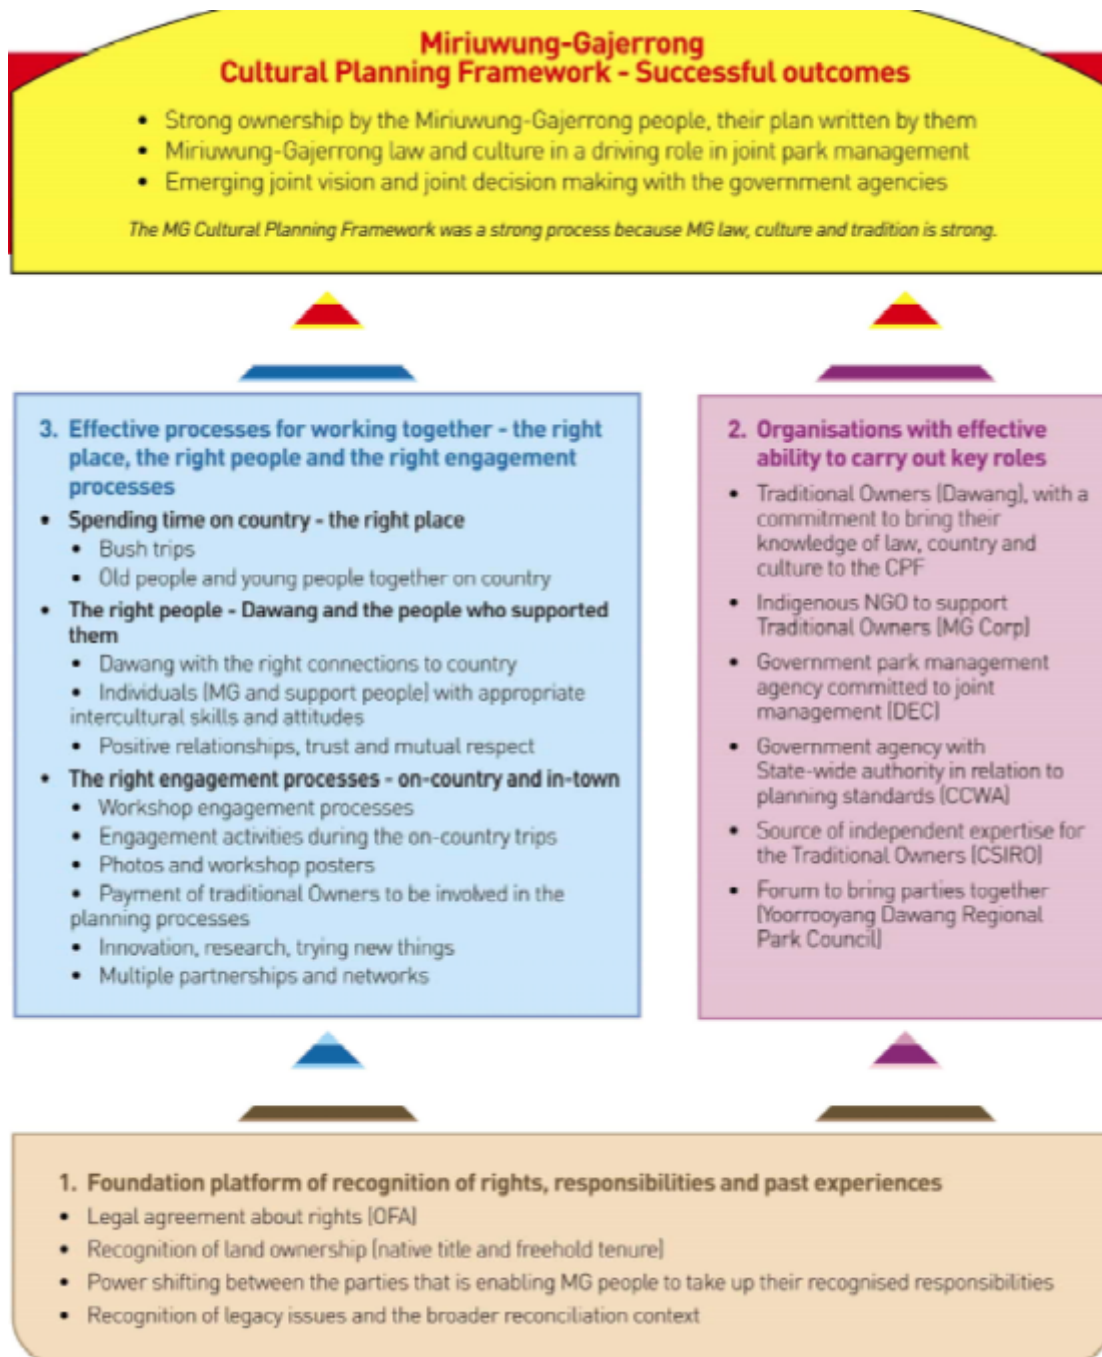 Miriuwung-Gajerrong
Cultural Planning Framework - Successful outcomes
• Strong ownership by the Miriuwung-Gajerrong people, their plan written by them
• Miriuwung-Gajerrong law and culture in a driving role in joint park management
• Emerging joint vision and joint decision making with the government agencies
The MG Cultural Planning Framework was a strong process because MG law, culture and tradition is strong.
3. Effective processes for working together - the right
place, the right people and the right engagement
processes
• Spending time on country - the right place
• Bush trips
• Old people and young people together on country
• The right people - Dawang and the people who supported
them
• Dawang with the right connections to country
• Individuals (MG and support people) with appropriate
intercultural skills and attitudes
• Positive relationships, trust and mutual respect
• The right engagement processes - on-country and in-town
• Workshop engagement processes
• Engagement activities during the on-country trips
• Photos and workshop posters
• Payment of traditional Owners to be involved in the
planning processes
• Innovation, research, trying new things
• Multiple partnerships and networks
2. Organisations with effective
ability to carry out key roles
• Traditional Owners (Dawang), with a
commitment to bring their
knowledge of law, country and
culture to the CPF
• Indigenous NGO to support
Traditional Owners (MG Corp)
• Government park management
agency committed to joint
management (DEC)
• Government agency with
State-wide authority in relation to
planning standards (CCWA)
• Source of independent expertise for
the Traditional Owners (CSIRO)
• Forum to bring parties together
(Yoorrooyang Dawang Regional
Park Council)
1. Foundation platform of recognition of rights, responsibilities and past experiences
• Legal agreement about rights (OFA)
• Recognition of land ownership (native title and freehold tenure)
• Power shifting between the parties that is enabling MG people to take up their recognised responsibilities
• Recognition of legacy issues and the broader reconciliation context